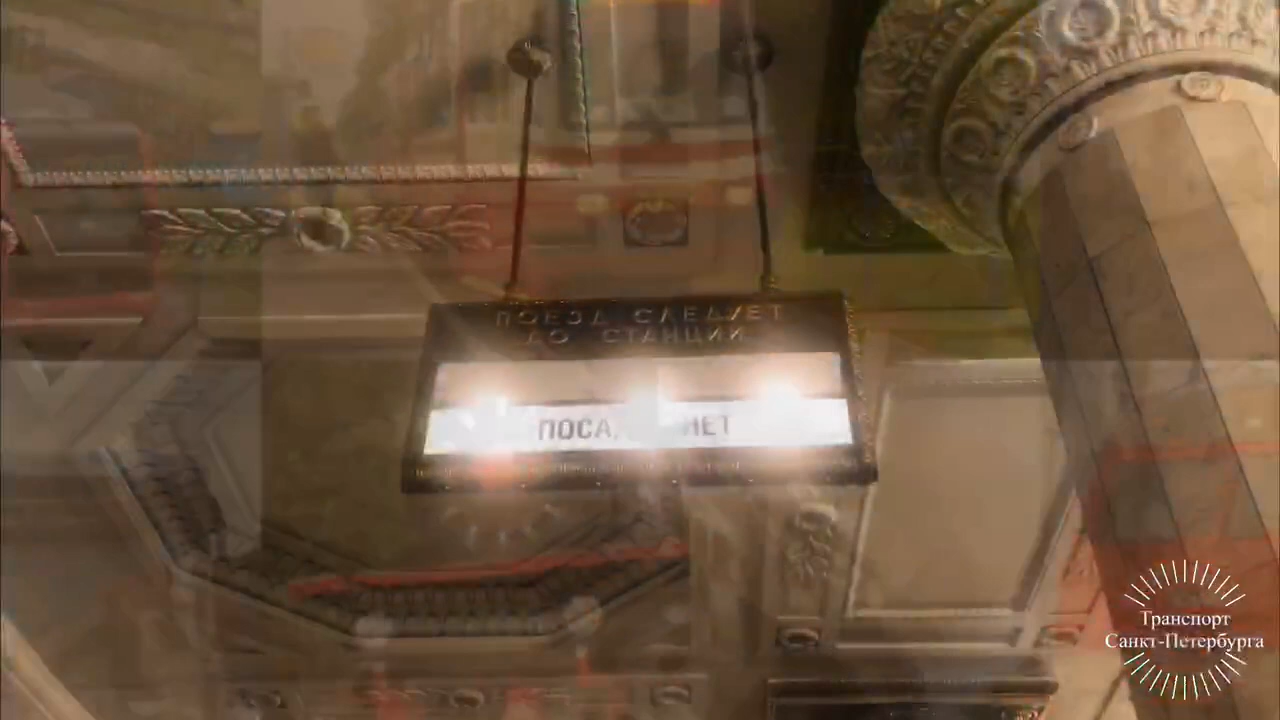 ПОЕЗД СЛЕДУЕТ
ДО СТАНЦИИ
НЕТ
Транспорт
Санкт-Петербурга